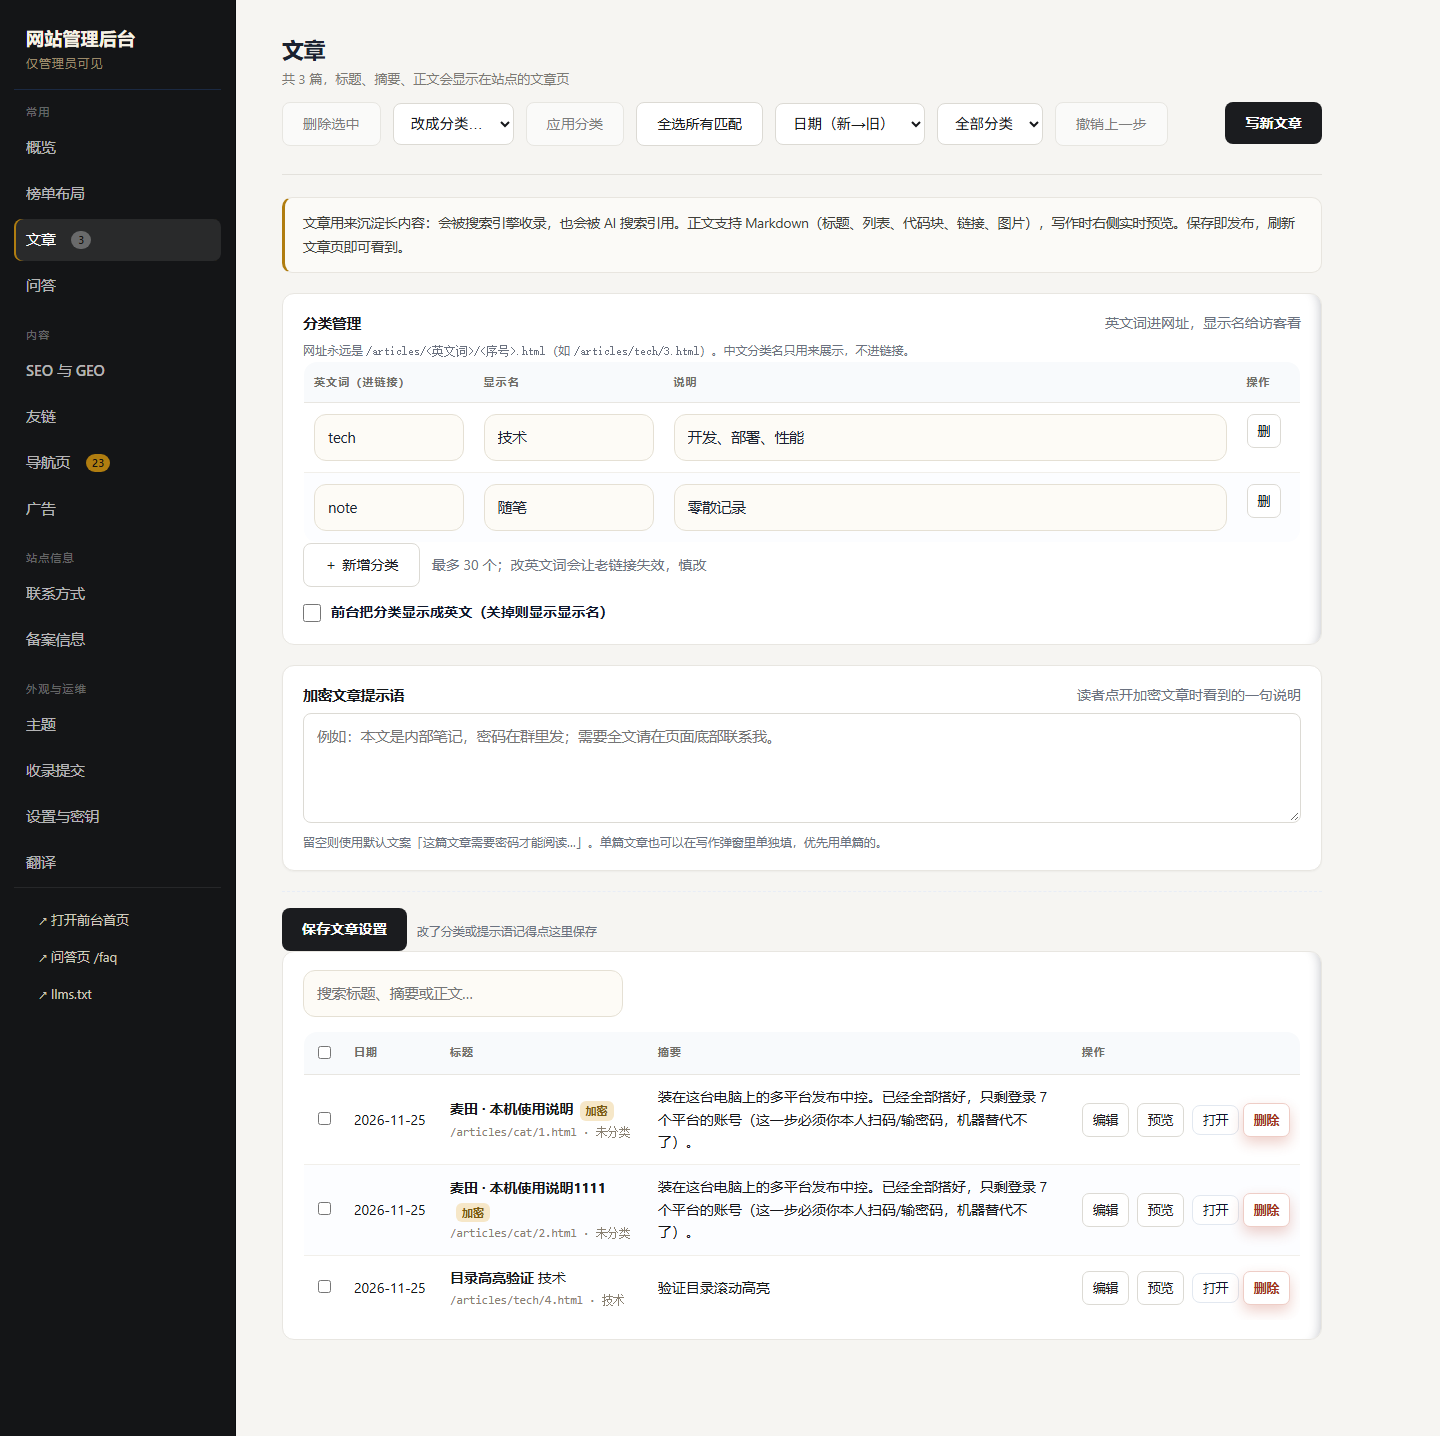 网站管理后台
仅管理员可见
常用
概览
榜单布局
文章 3
问答
内容
SEO 与 GEO
友链
导航页 23
广告
站点信息
联系方式
备案信息
外观与运维
主题
收录提交
设置与密钥
翻译
↗ 打开前台首页
↗ 问答页 /faq
↗ llms.txt
文章
共 3 篇，标题、摘要、正文会显示在站点的文章页
删除选中 改成分类... 应用分类 全选所有匹配 日期（新→旧） 全部分类 撤销上一步 写新文章
文章用来沉淀长内容：会被搜索引擎收录，也会被 AI 搜索引用。正文支持 Markdown（标题、列表、代码块、链接、图片），写作时右侧实时预览。保存即发布，刷新
文章页即可看到。
分类管理 英文词进网址，显示名给访客看
网址永远是 /articles/<英文词>/<序号>.html（如 /articles/tech/3.html）。中文分类名只用来展示，不进链接。
英文词（进链接） 显示名 说明 操作
tech 技术 开发、部署、性能 删
note 随笔 零散记录 删
+ 新增分类 最多 30 个；改英文词会让老链接失效，慎改
前台把分类显示成英文（关掉则显示显示名）
加密文章提示语 读者点开加密文章时看到的一句说明
例如：本文是内部笔记，密码在群里发；需要全文请在页面底部联系我。
留空则使用默认文案「这篇文章需要密码才能阅读...」。单篇文章也可以在写作弹窗里单独填，优先用单篇的。
保存文章设置 改了分类或提示语记得点这里保存
搜索标题、摘要或正文...
日期 标题 摘要 操作
2026-11-25 麦田 · 本机使用说明 加密
/articles/cat/1.html · 未分类
装在这台电脑上的多平台发布中控。已经全部搭好，只剩登录 7
个平台的账号（这一步必须你本人扫码/输密码，机器替代不
了）。
编辑 预览 打开 删除
2026-11-25 麦田 · 本机使用说明1111
加密
/articles/cat/2.html · 未分类
装在这台电脑上的多平台发布中控。已经全部搭好，只剩登录 7
个平台的账号（这一步必须你本人扫码/输密码，机器替代不
了）。
编辑 预览 打开 删除
2026-11-25 目录高亮验证 技术
/articles/tech/4.html · 技术
验证目录滚动高亮
编辑 预览 打开 删除